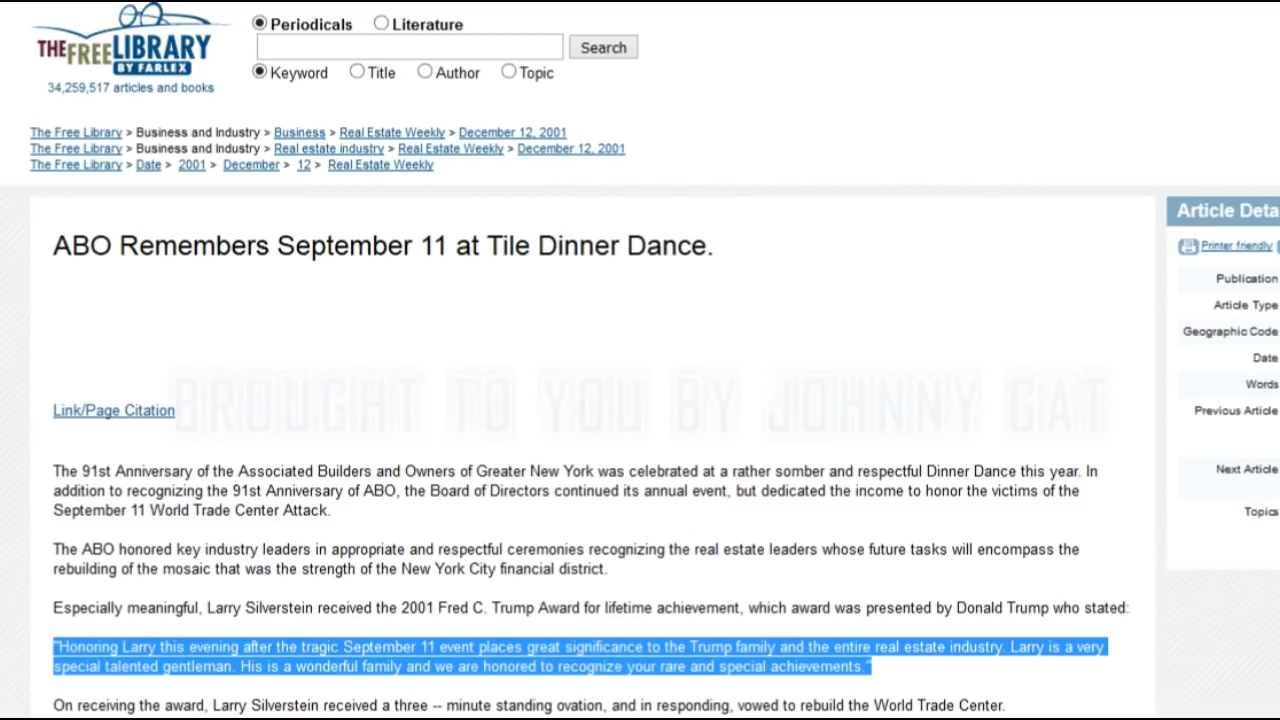 Periodicals Literature
THE FREE LIBRARY
BY FARLEX
Search
34,259,517 articles and books
Keyword Title Author Topic
The Free Library > Business and Industry > Business > Real Estate Weekly > December 12, 2001
The Free Library > Business and Industry > Real estate industry > Real Estate Weekly > December 12, 2001
The Free Library > Date > 2001 > December > 12 > Real Estate Weekly
Article Deta
ABO Remembers September 11 at Tile Dinner Dance.
Printer friendly
Publication
Article Type
Geographic Code
Date
Words
Previous Article
Next Article
Topics
BROUGHT TO YOU BY JOHNNY GAT
Link/Page Citation
The 91st Anniversary of the Associated Builders and Owners of Greater New York was celebrated at a rather somber and respectful Dinner Dance this year. In
addition to recognizing the 91st Anniversary of ABO, the Board of Directors continued its annual event, but dedicated the income to honor the victims of the
September 11 World Trade Center Attack.
The ABO honored key industry leaders in appropriate and respectful ceremonies recognizing the real estate leaders whose future tasks will encompass the
rebuilding of the mosaic that was the strength of the New York City financial district.
Especially meaningful, Larry Silverstein received the 2001 Fred C. Trump Award for lifetime achievement, which award was presented by Donald Trump who stated:
"Honoring Larry this evening after the tragic September 11 event places great significance to the Trump family and the entire real estate industry. Larry is a very
special talented gentleman. His is a wonderful family and we are honored to recognize your rare and special achievements."
On receiving the award, Larry Silverstein received a three -- minute standing ovation, and in responding, vowed to rebuild the World Trade Center.